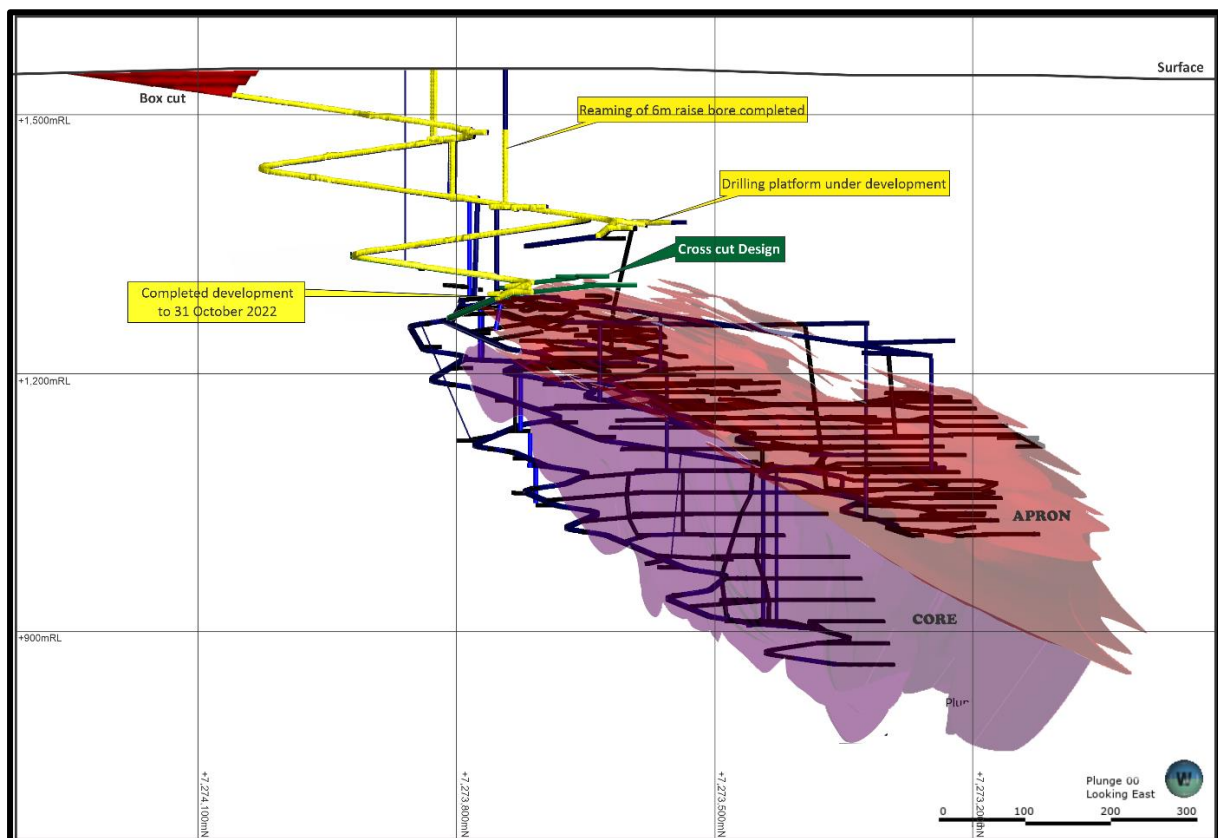 Surface
Box cut
+1,500mRL
Reaming of 6m raise bore completed
Drilling platform under development
Cross cut Design
Completed development
to 31 October 2022
+1,200mRL
APRON
CORE
+900mRL
Plun
+7,274,100mN
+7,273,800mN
+7,273,500mN
+7,273,200mN
Plunge 00
Looking East
W
0 100 200 300